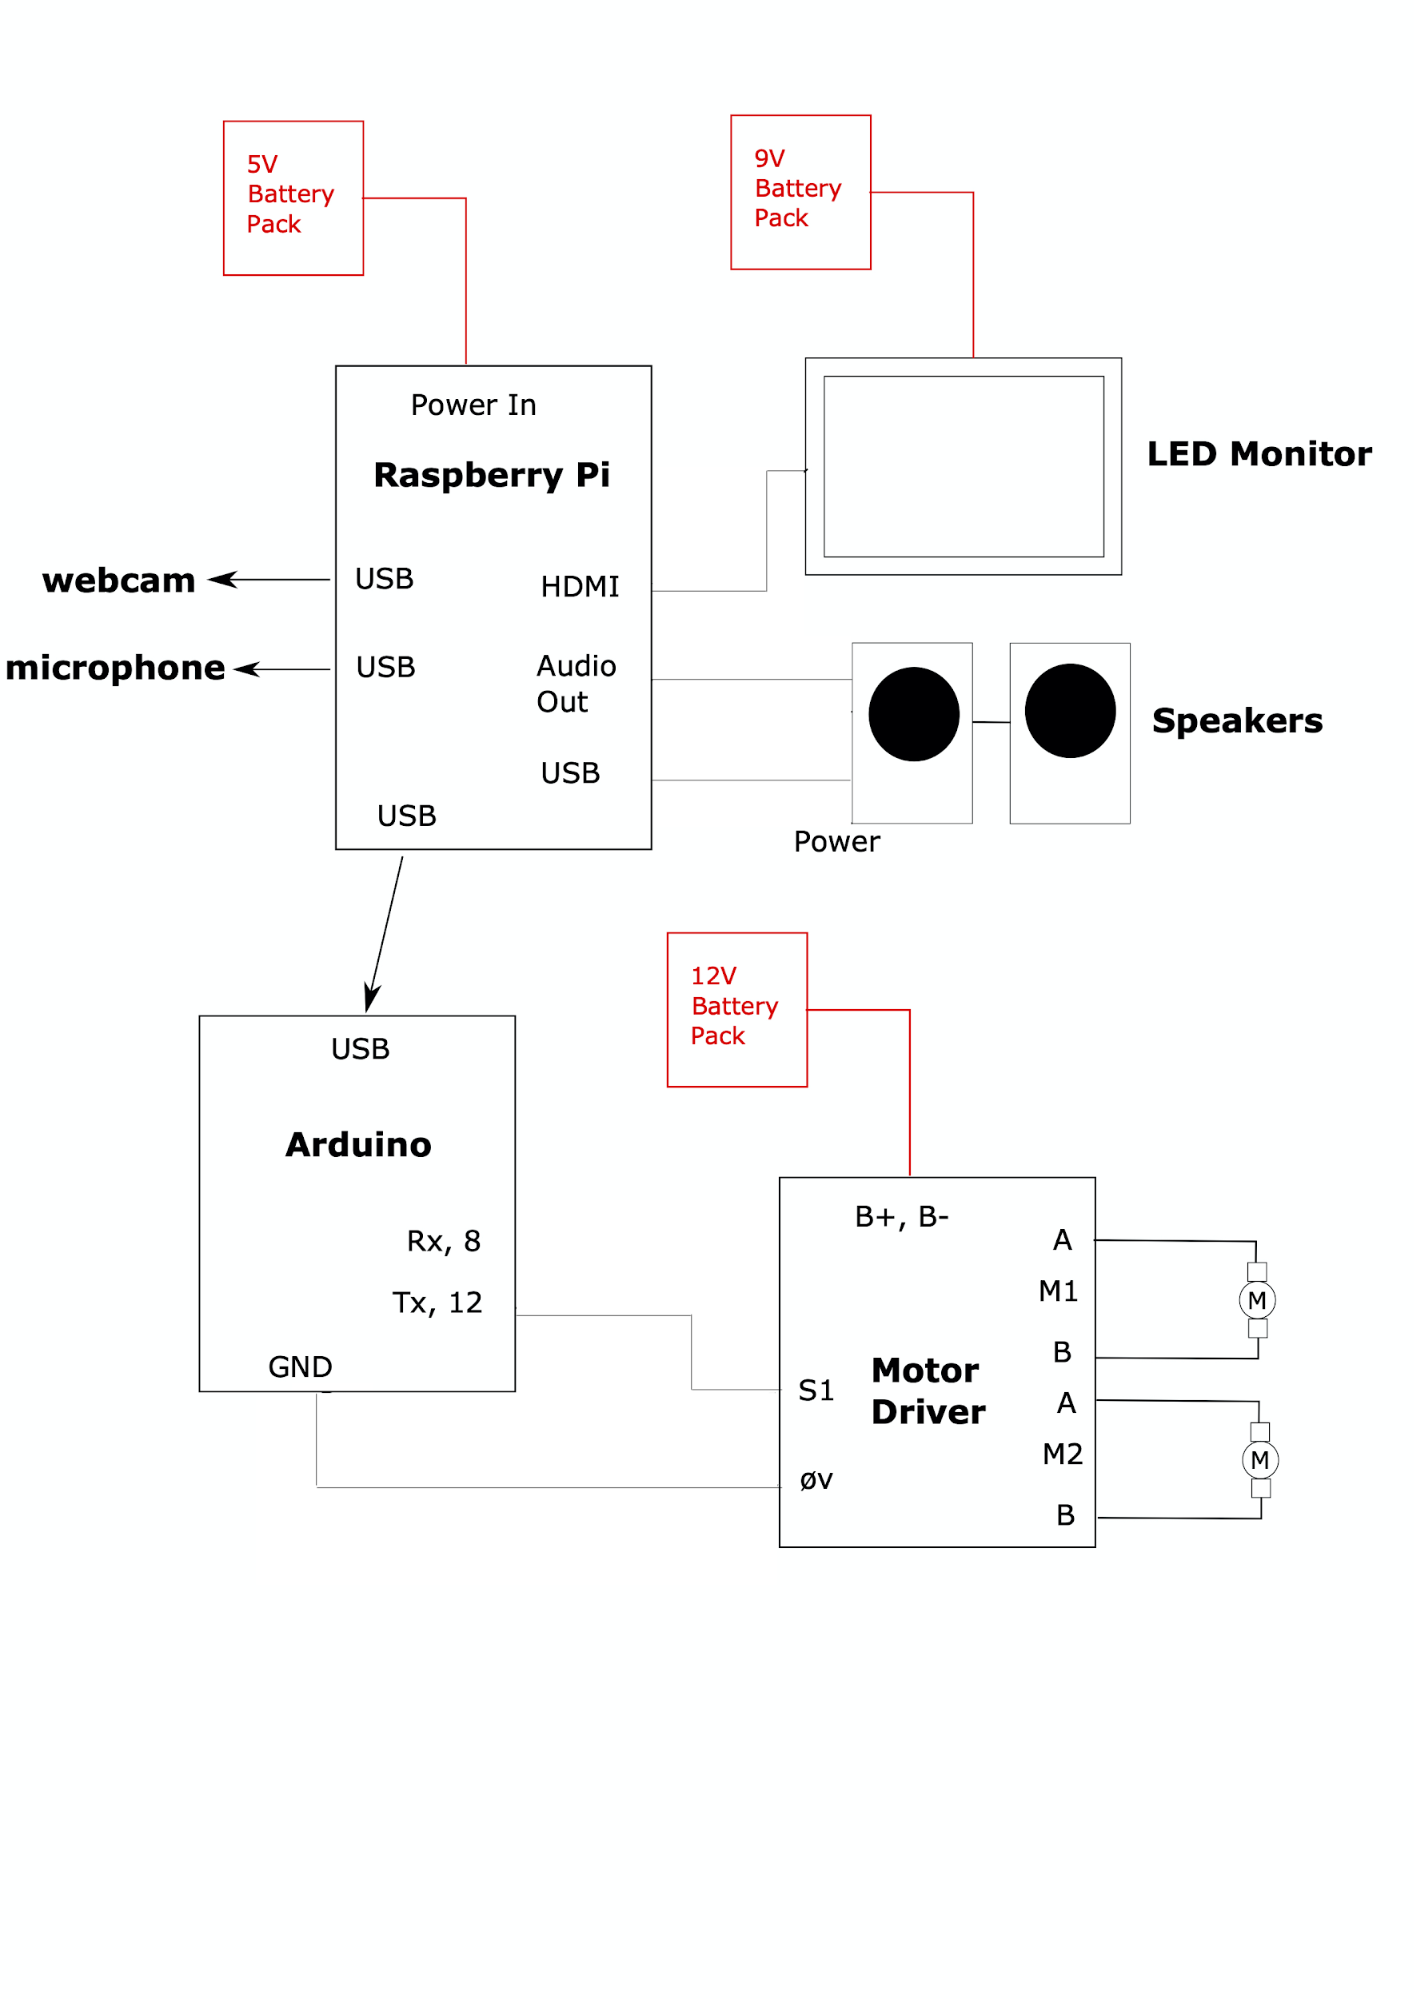 5V
Battery
Pack
9V
Battery
Pack
Power In
Raspberry Pi
LED Monitor
webcam
USB
HDMI
microphone
USB
Audio
Out
Speakers
USB
USB
Power
12V
Battery
Pack
USB
Arduino
Rx, 8
Tx, 12
GND
B+, B-
A
M1
B
M
Motor
Driver
S1
A
M2
B
M
øv